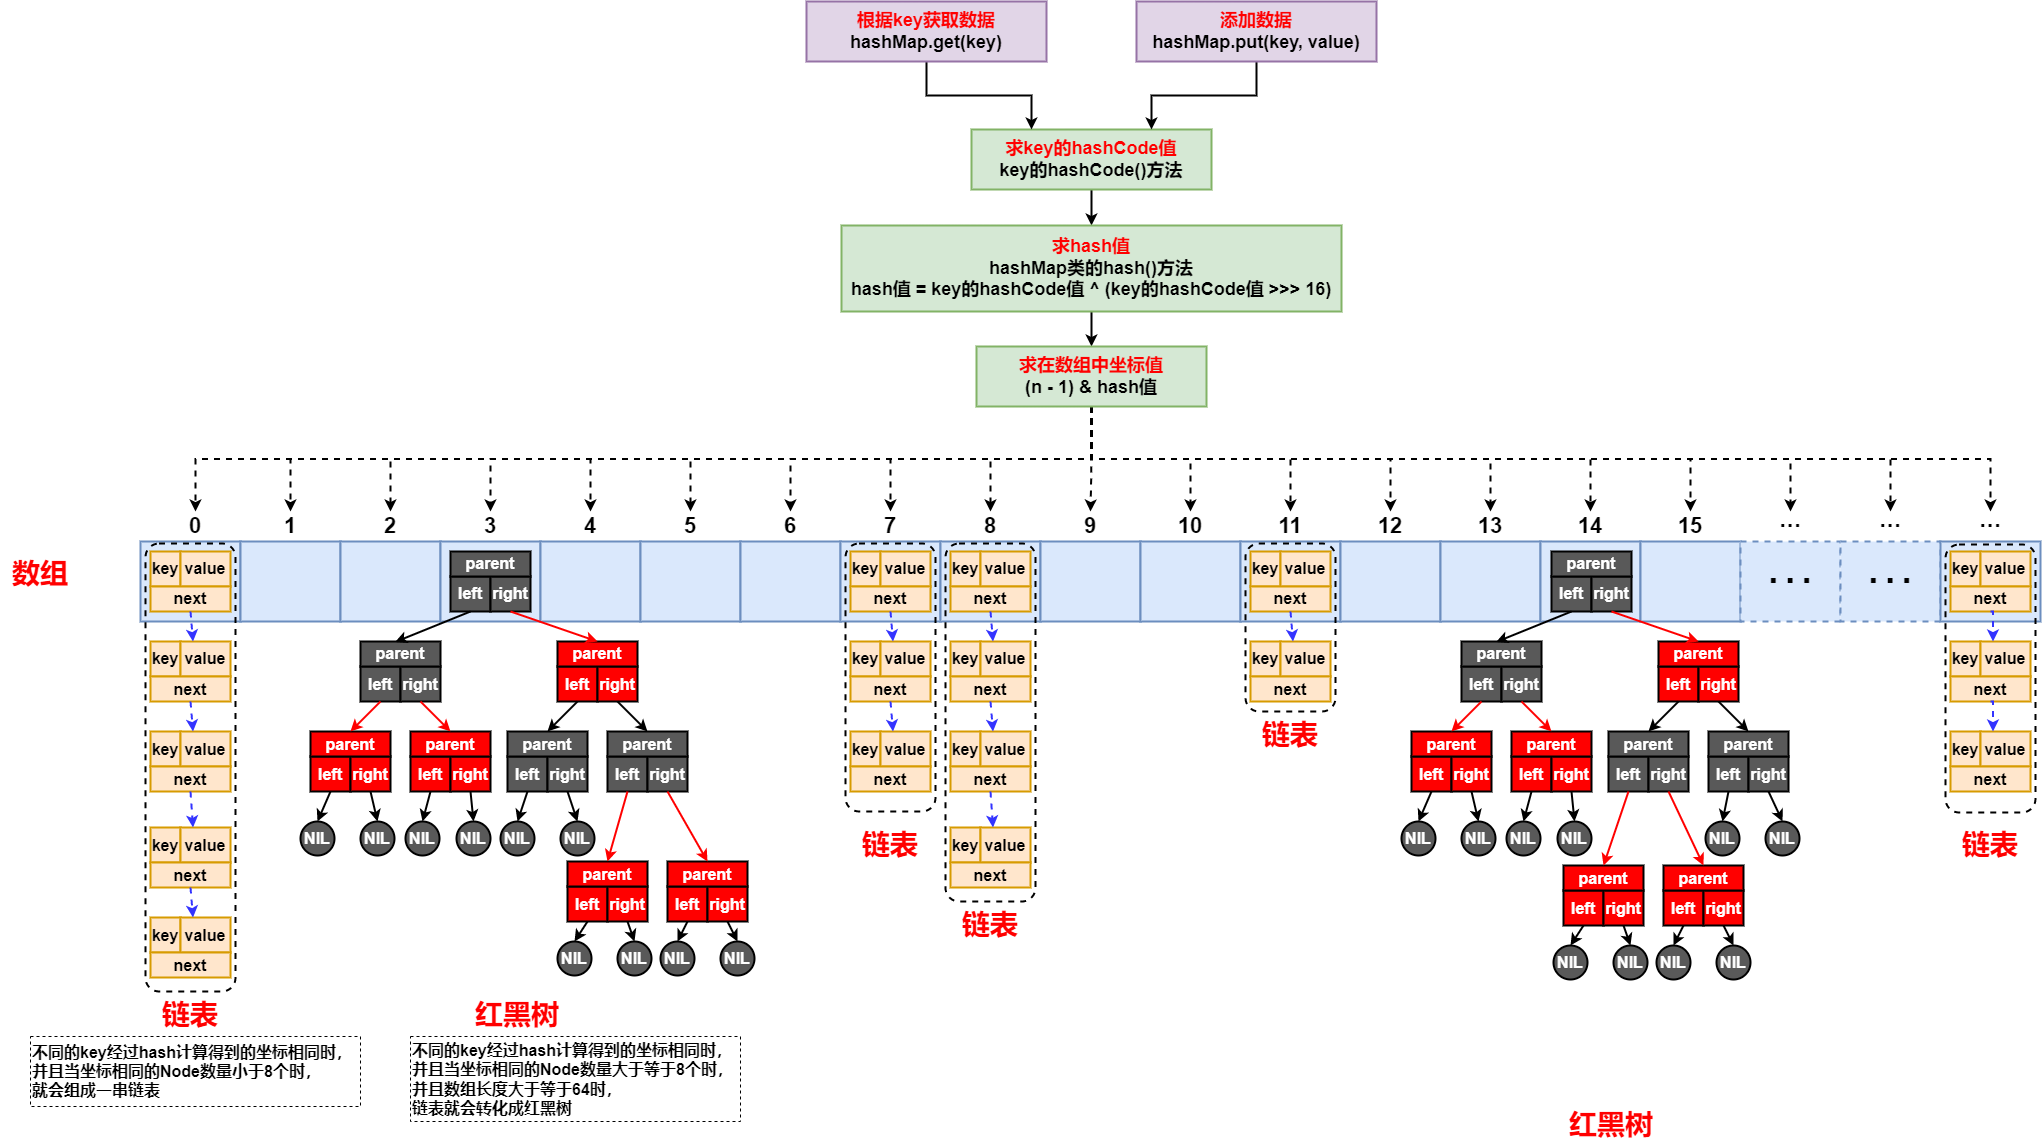 根据key获取数据
hashMap.get(key)
添加数据
hashMap.put(key, value)
求key的hashCode值
key的hashCode()方法
求hash值
hashMap类的hash()方法
hash值 = key的hashCode值 ^ (key的hashCode值 >>> 16)
求在数组中坐标值
(n - 1) & hash值
0 1 2 3 4 5 6 7 8 9 10 11 12 13 14 15 ... ... ...
数组
key value parent key value key value key value parent ... ... key value
next left right next next next left right next
key value parent parent key value key value key value parent parent key value
next left right left right next next next left right left right next
key value parent parent parent parent key value key value 链表 parent parent parent parent key value
next left right left right left right left right next next left right left right left right left right next
key value NIL NIL NIL NIL NIL NIL 链表 key value NIL NIL NIL NIL NIL NIL 链表
next parent parent next parent parent
left right left right left right left right
key value 链表
next NIL NIL NIL NIL NIL NIL NIL NIL
链表 红黑树
不同的key经过hash计算得到的坐标相同时，
并且当坐标相同的Node数量小于8个时，
就会组成一串链表
不同的key经过hash计算得到的坐标相同时，
并且当坐标相同的Node数量大于等于8个时，
并且数组长度大于等于64时，
链表就会转化成红黑树
红黑树